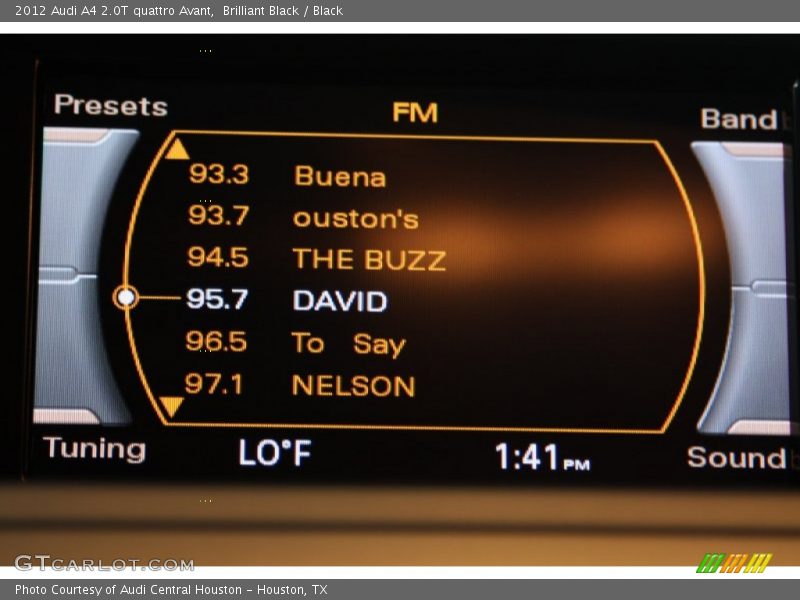 2012 Audi A4 2.0T quattro Avant,  Brilliant Black / Black
Presets
FM
Band
93.3 Buena
93.7 ouston's
94.5 THE BUZZ
95.7 DAVID
96.5 To Say
97.1 NELSON
Tuning
LO°F
1:41 PM
Sound
GTCARLOT.COM
Photo Courtesy of Audi Central Houston - Houston, TX